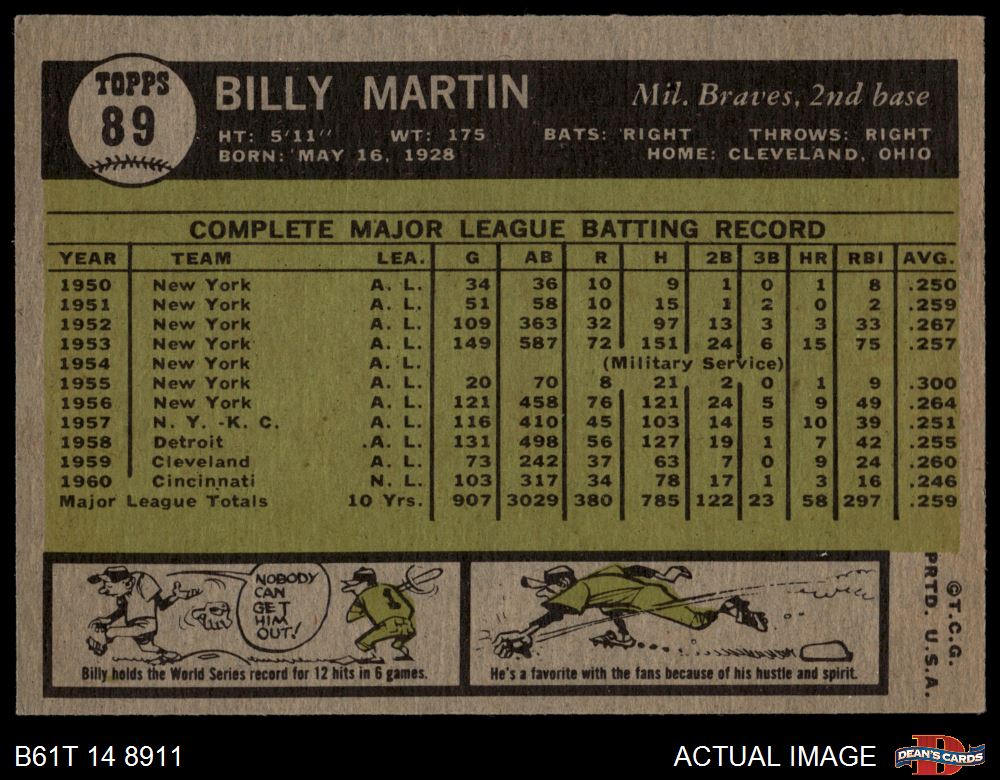 TOPPS
89
BILLY MARTIN
Mil. Braves, 2nd base
HT: 5'11" WT: 175 BATS: RIGHT THROWS: RIGHT
BORN: MAY 16, 1928 HOME: CLEVELAND, OHIO
COMPLETE MAJOR LEAGUE BATTING RECORD
YEAR TEAM LEA. G AB R H 2B 3B HR RBI AVG.
1950 New York A. L. 34 36 10 9 1 0 1 8 .250
1951 New York A. L. 51 58 10 15 1 2 0 2 .259
1952 New York A. L. 109 363 32 97 13 3 3 33 .267
1953 New York A. L. 149 587 72 151 24 6 15 75 .257
1954 New York A. L. (Military Service)
1955 New York A. L. 20 70 8 21 2 0 1 9 .300
1956 New York A. L. 121 458 76 121 24 5 9 49 .264
1957 N. Y. -K. C. A. L. 116 410 45 103 14 5 10 39 .251
1958 Detroit A. L. 131 498 56 127 19 1 7 42 .255
1959 Cleveland A. L. 73 242 37 63 7 0 9 24 .260
1960 Cincinnati N. L. 103 317 34 78 17 1 3 16 .246
Major League Totals 10 Yrs. 907 3029 380 785 122 23 58 297 .259
NOBODY
CAN
GET
HIM
OUT!
1
Billy holds the World Series record for 12 hits in 6 games.
He's a favorite with the fans because of his hustle and spirit.
©T.C.G.
PRTD. U.S.A.
B61T 14 8911
ACTUAL IMAGE
D
DEAN'S CARDS